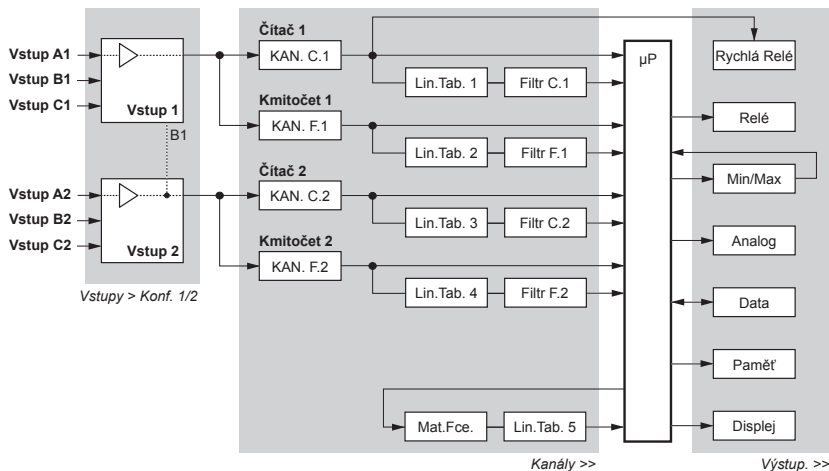 Čítač 1
Vstup A1
Vstup B1
Vstup C1
Vstup 1
B1
Vstup A2
Vstup B2
Vstup C2
Vstup 2
Vstupy > Konf. 1/2
KAN. C.1
Lin.Tab. 1
Filtr C.1
Kmitočet 1
KAN. F.1
Lin.Tab. 2
Filtr F.1
Čítač 2
KAN. C.2
Lin.Tab. 3
Filtr C.2
Kmitočet 2
KAN. F.2
Lin.Tab. 4
Filtr F.2
Mat.Fce.
Lin.Tab. 5
Kanály >>
µP
Rychlá Relé
Relé
Min/Max
Analog
Data
Paměť
Displej
Výstup. >>